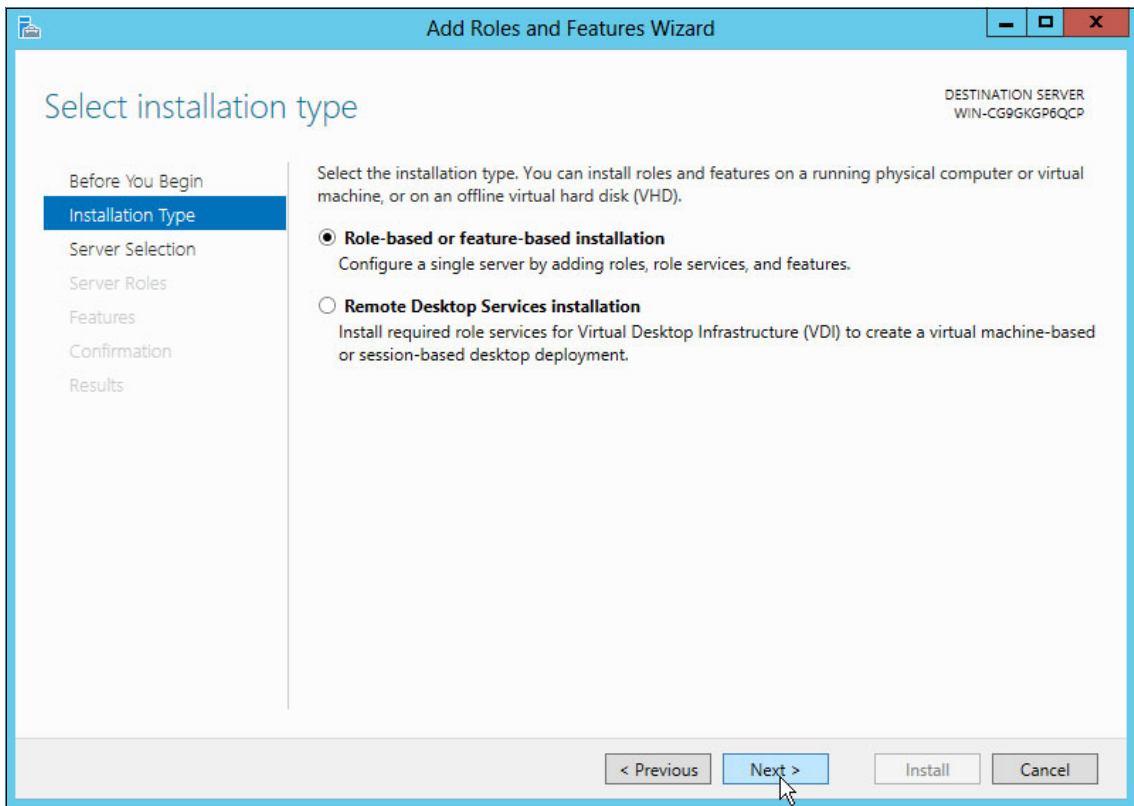 Add Roles and Features Wizard
Select installation type
DESTINATION SERVER
WIN-CG9GKGP6QCP
Before You Begin
Installation Type
Server Selection
Server Roles
Features
Confirmation
Results
Select the installation type. You can install roles and features on a running physical computer or virtual
machine, or on an offline virtual hard disk (VHD).
Role-based or feature-based installation
Configure a single server by adding roles, role services, and features.
Remote Desktop Services installation
Install required role services for Virtual Desktop Infrastructure (VDI) to create a virtual machine-based
or session-based desktop deployment.
< Previous
Next >
Install
Cancel